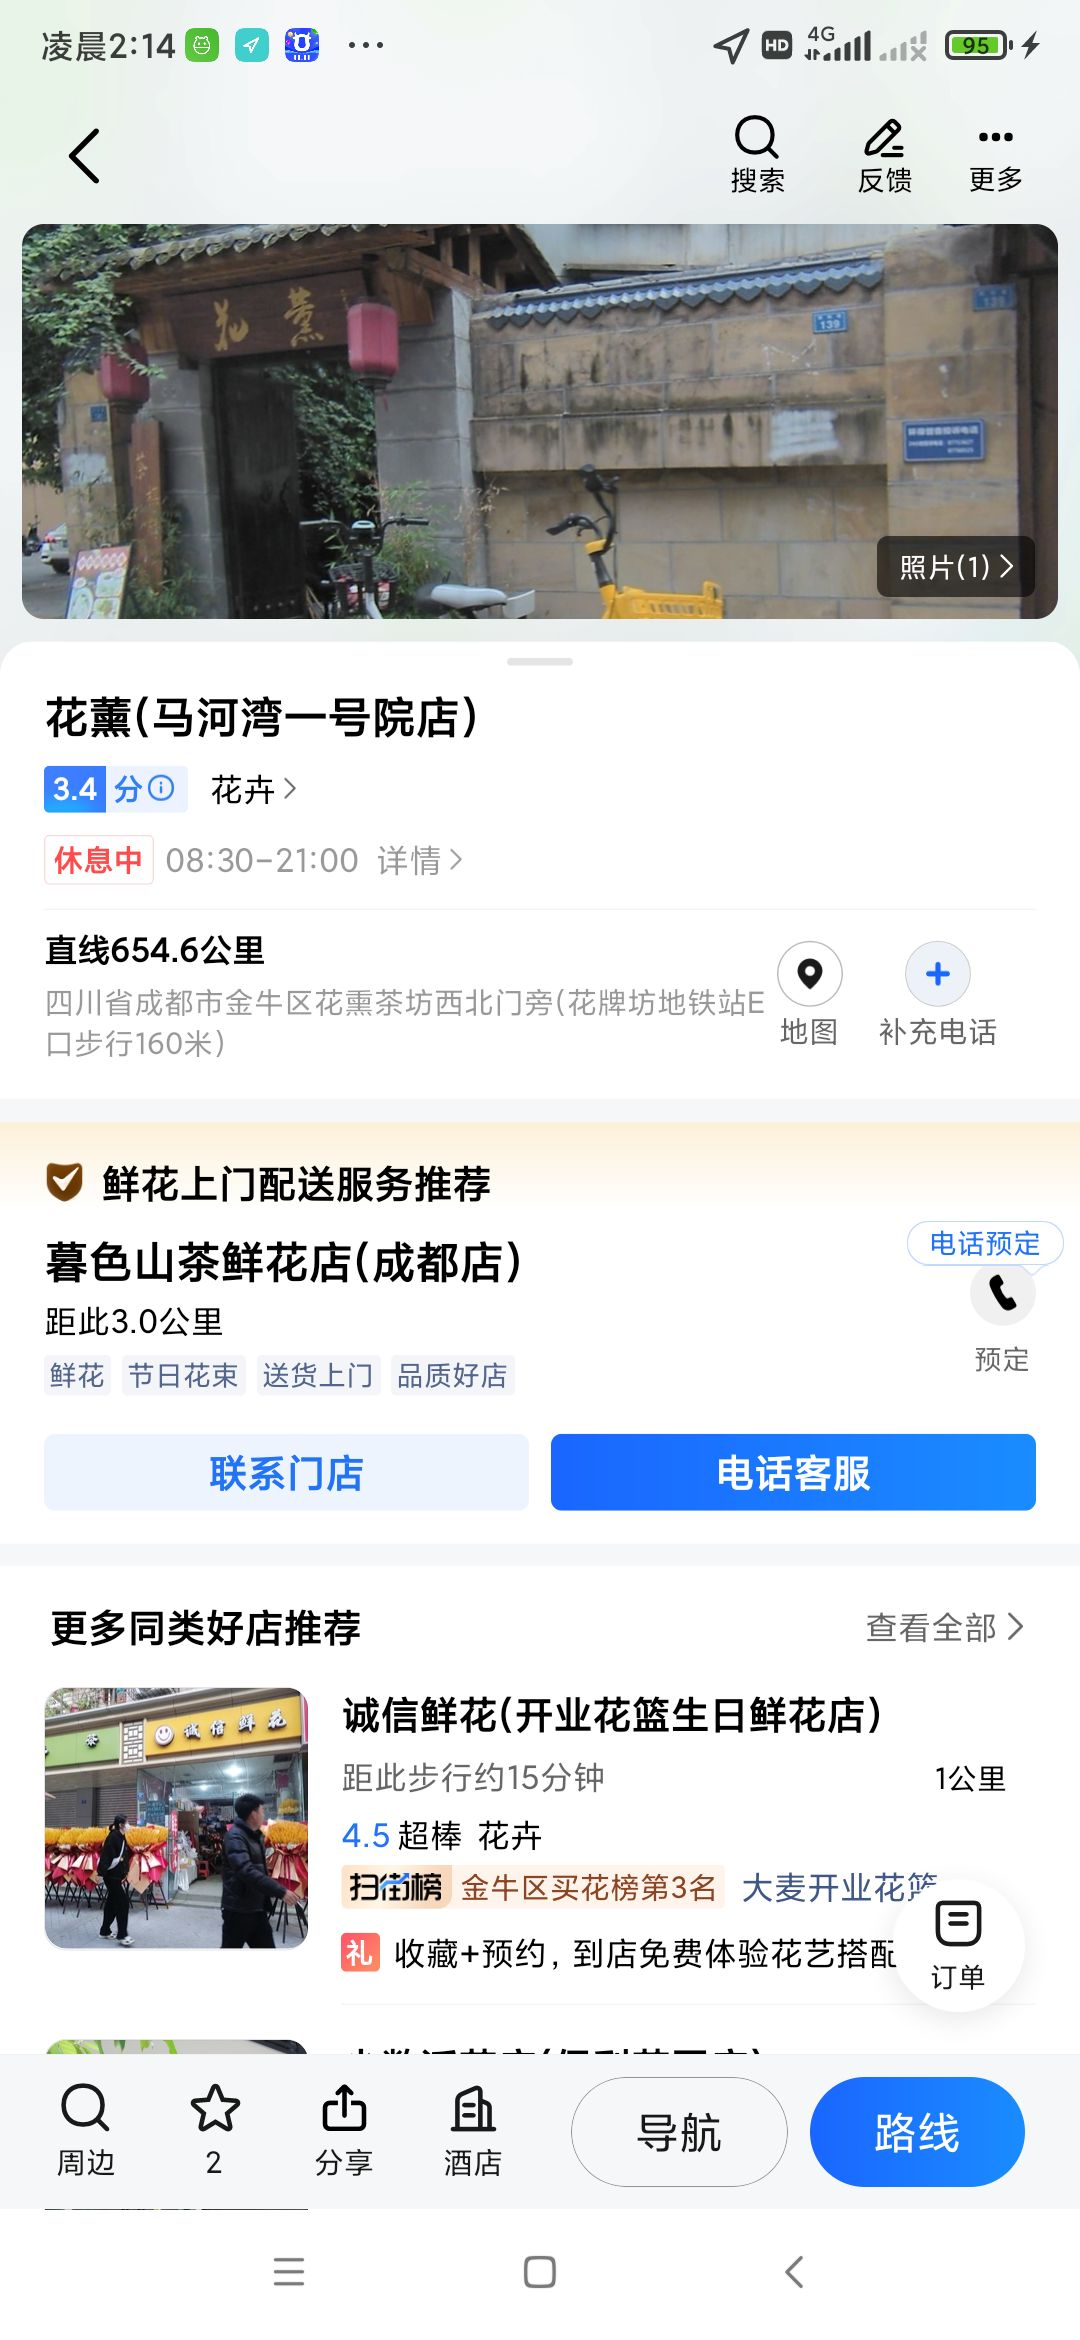 凌晨2:14
HD
4G
95
搜索
反馈
更多
花薰
139
139
照片(1)
花薰(马河湾一号院店)
3.4分
花卉
休息中
08:30-21:00
详情
直线654.6公里
四川省成都市金牛区花熏茶坊西北门旁(花牌坊地铁站E
口步行160米)
地图
补充电话
鲜花上门配送服务推荐
暮色山茶鲜花店(成都店)
电话预定
距此3.0公里
预定
鲜花 节日花束 送货上门 品质好店
联系门店
电话客服
更多同类好店推荐
查看全部
诚信鲜花
茶
诚信鲜花(开业花篮生日鲜花店)
距此步行约15分钟
1公里
4.5超棒 花卉
扫街榜 金牛区买花榜第3名 大麦开业花篮
礼 收藏+预约，到店免费体验花艺搭配
订单
周边
2
分享
酒店
导航
路线